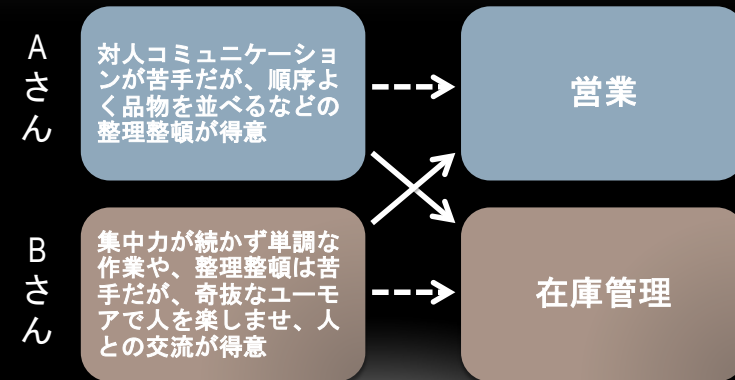 Aさん
対人コミュニケーショ
ンが苦手だが、順序よ
く品物を並べるなどの
整理整頓が得意
営業
Bさん
集中力が続かず単調な
作業や、整理整頓は苦
手だが、奇抜なユーモ
アで人を楽しませ、人
との交流が得意
在庫管理